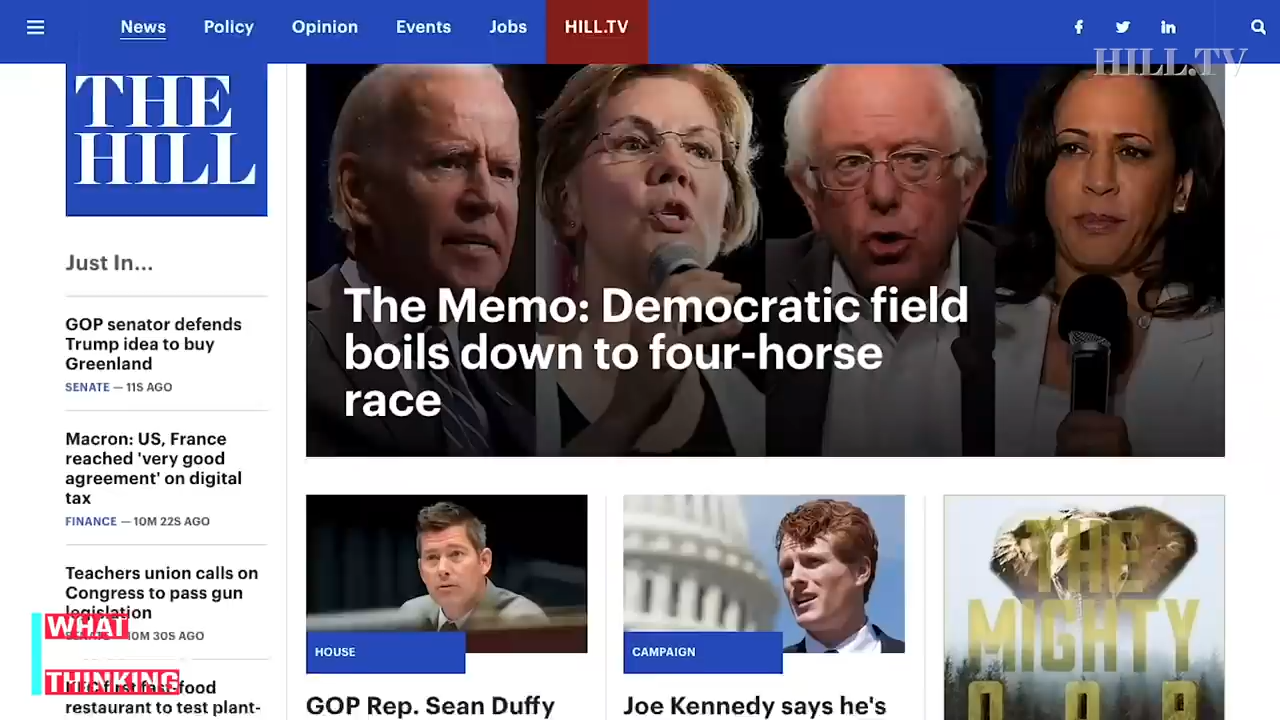 News
Policy
Opinion
Events
Jobs
HILL.TV
HILL.TV
THE
HILL
Just In...
GOP senator defends
Trump idea to buy
Greenland
SENATE — 11S AGO
Macron: US, France
reached 'very good
agreement' on digital
tax
FINANCE — 10M 22S AGO
Teachers union calls on
Congress to pass gun
legislation
SENATE — 10M 30S AGO
KFC first fast-food
restaurant to test plant-
WHAT
THINKING
The Memo: Democratic field
boils down to four-horse
race
HOUSE
GOP Rep. Sean Duffy
CAMPAIGN
Joe Kennedy says he's
THE
MIGHTY